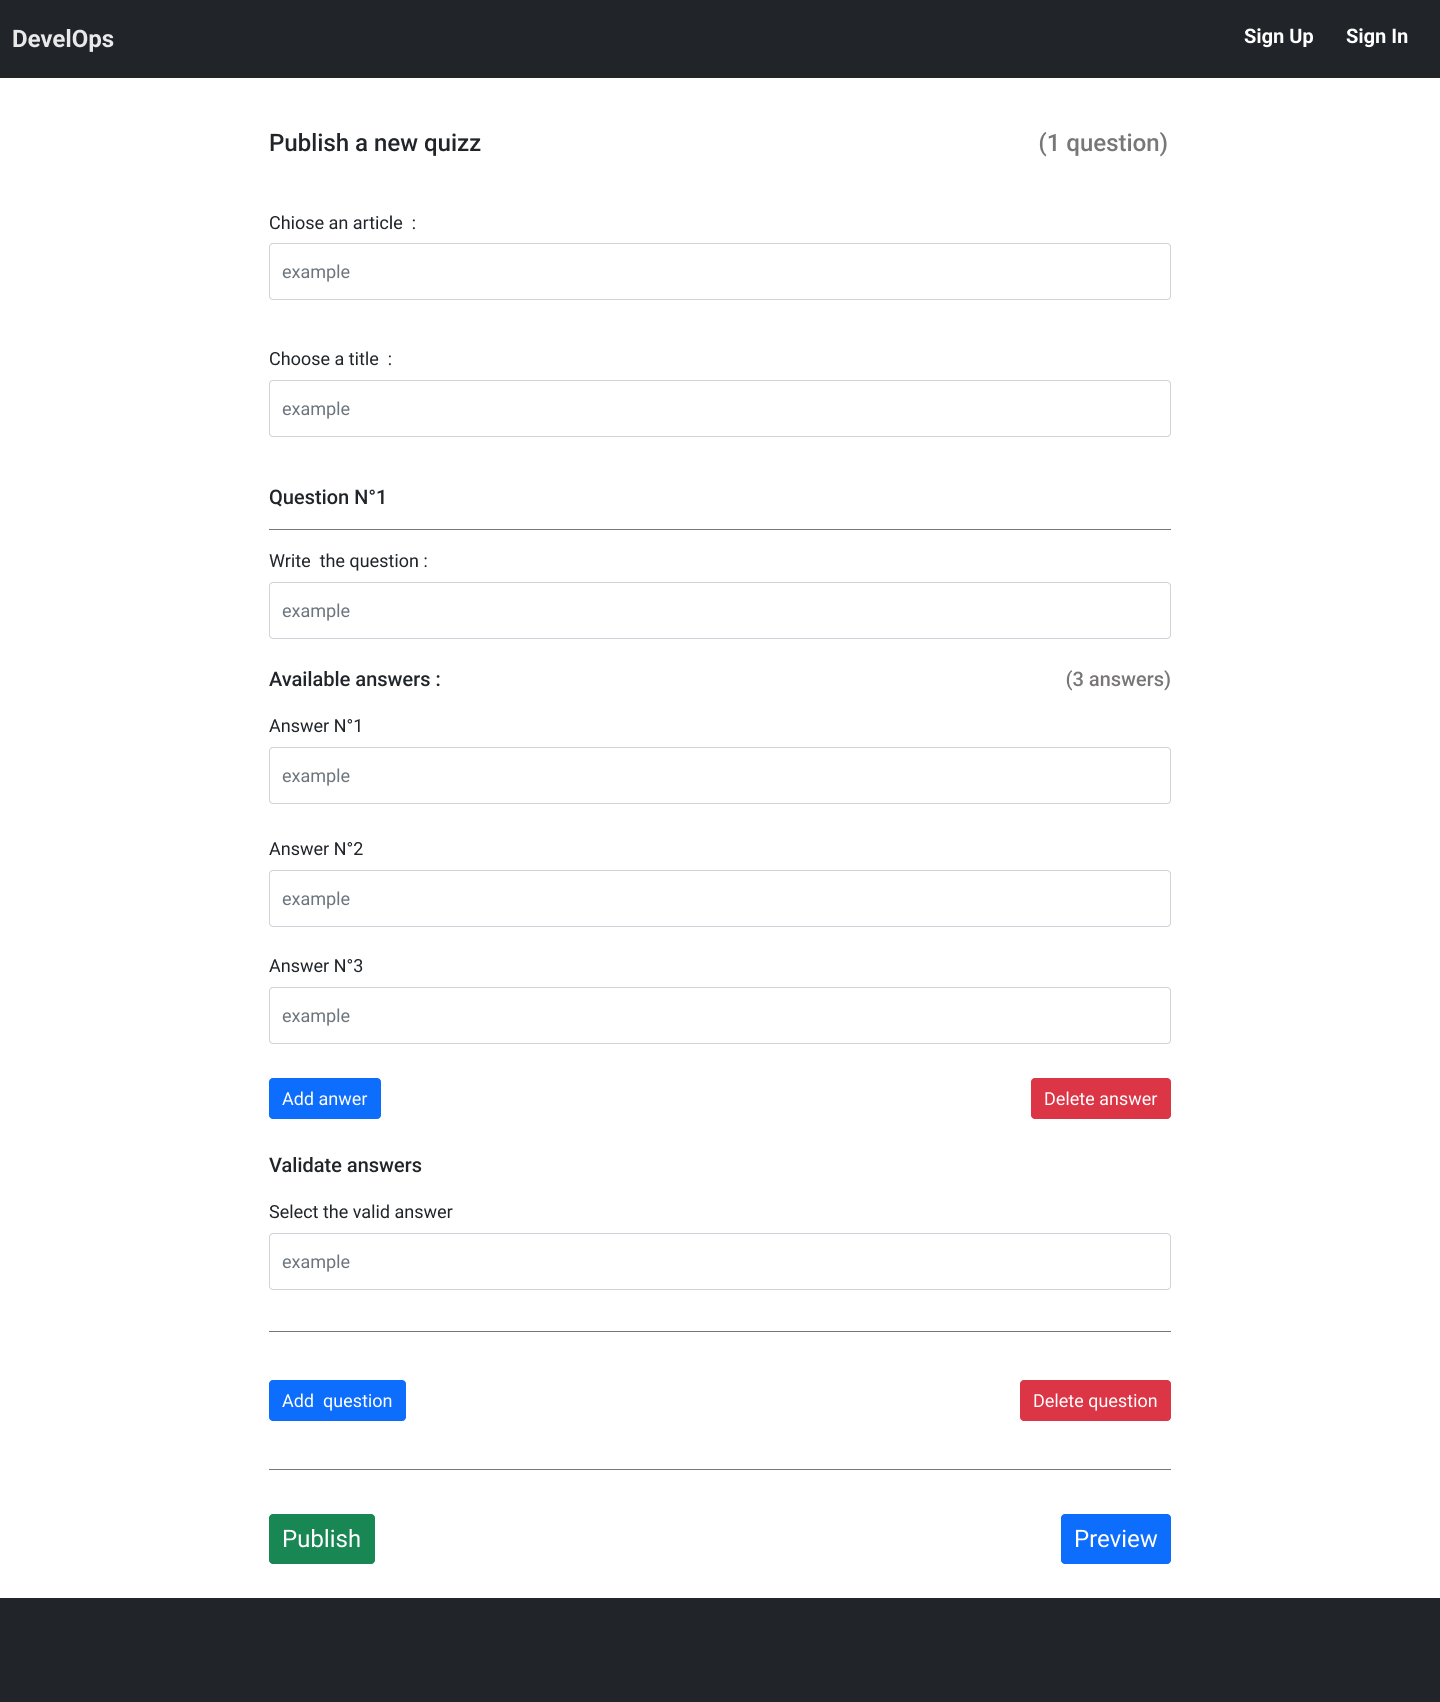 DevelOps
Sign Up Sign In
Publish a new quizz (1 question)
Chiose an article  :
example
Choose a title  :
example
Question N°1
Write  the question :
example
Available answers : (3 answers)
Answer N°1
example
Answer N°2
example
Answer N°3
example
Add anwer Delete answer
Validate answers
Select the valid answer
example
Add  question Delete question
Publish Preview